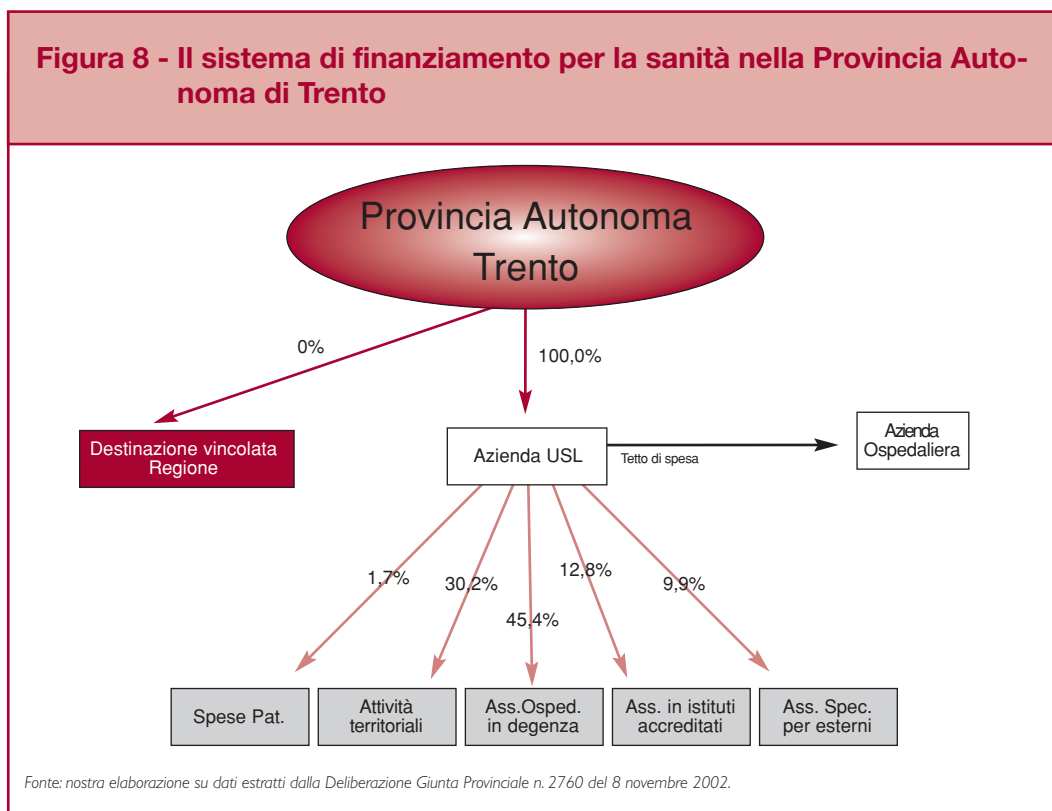 Figura 8 - Il sistema di finanziamento per la sanità nella Provincia Auto-
noma di Trento
Provincia Autonoma
Trento
0%
100,0%
Destinazione vincolata
Regione
Azienda USL
Tetto di spesa
Azienda
Ospedaliera
1,7%
30,2%
45,4%
12,8%
9,9%
Spese Pat.
Attività
territoriali
Ass.Osped.
in degenza
Ass. in istituti
accreditati
Ass. Spec.
per esterni
Fonte: nostra elaborazione su dati estratti dalla Deliberazione Giunta Provinciale n. 2760 del 8 novembre 2002.